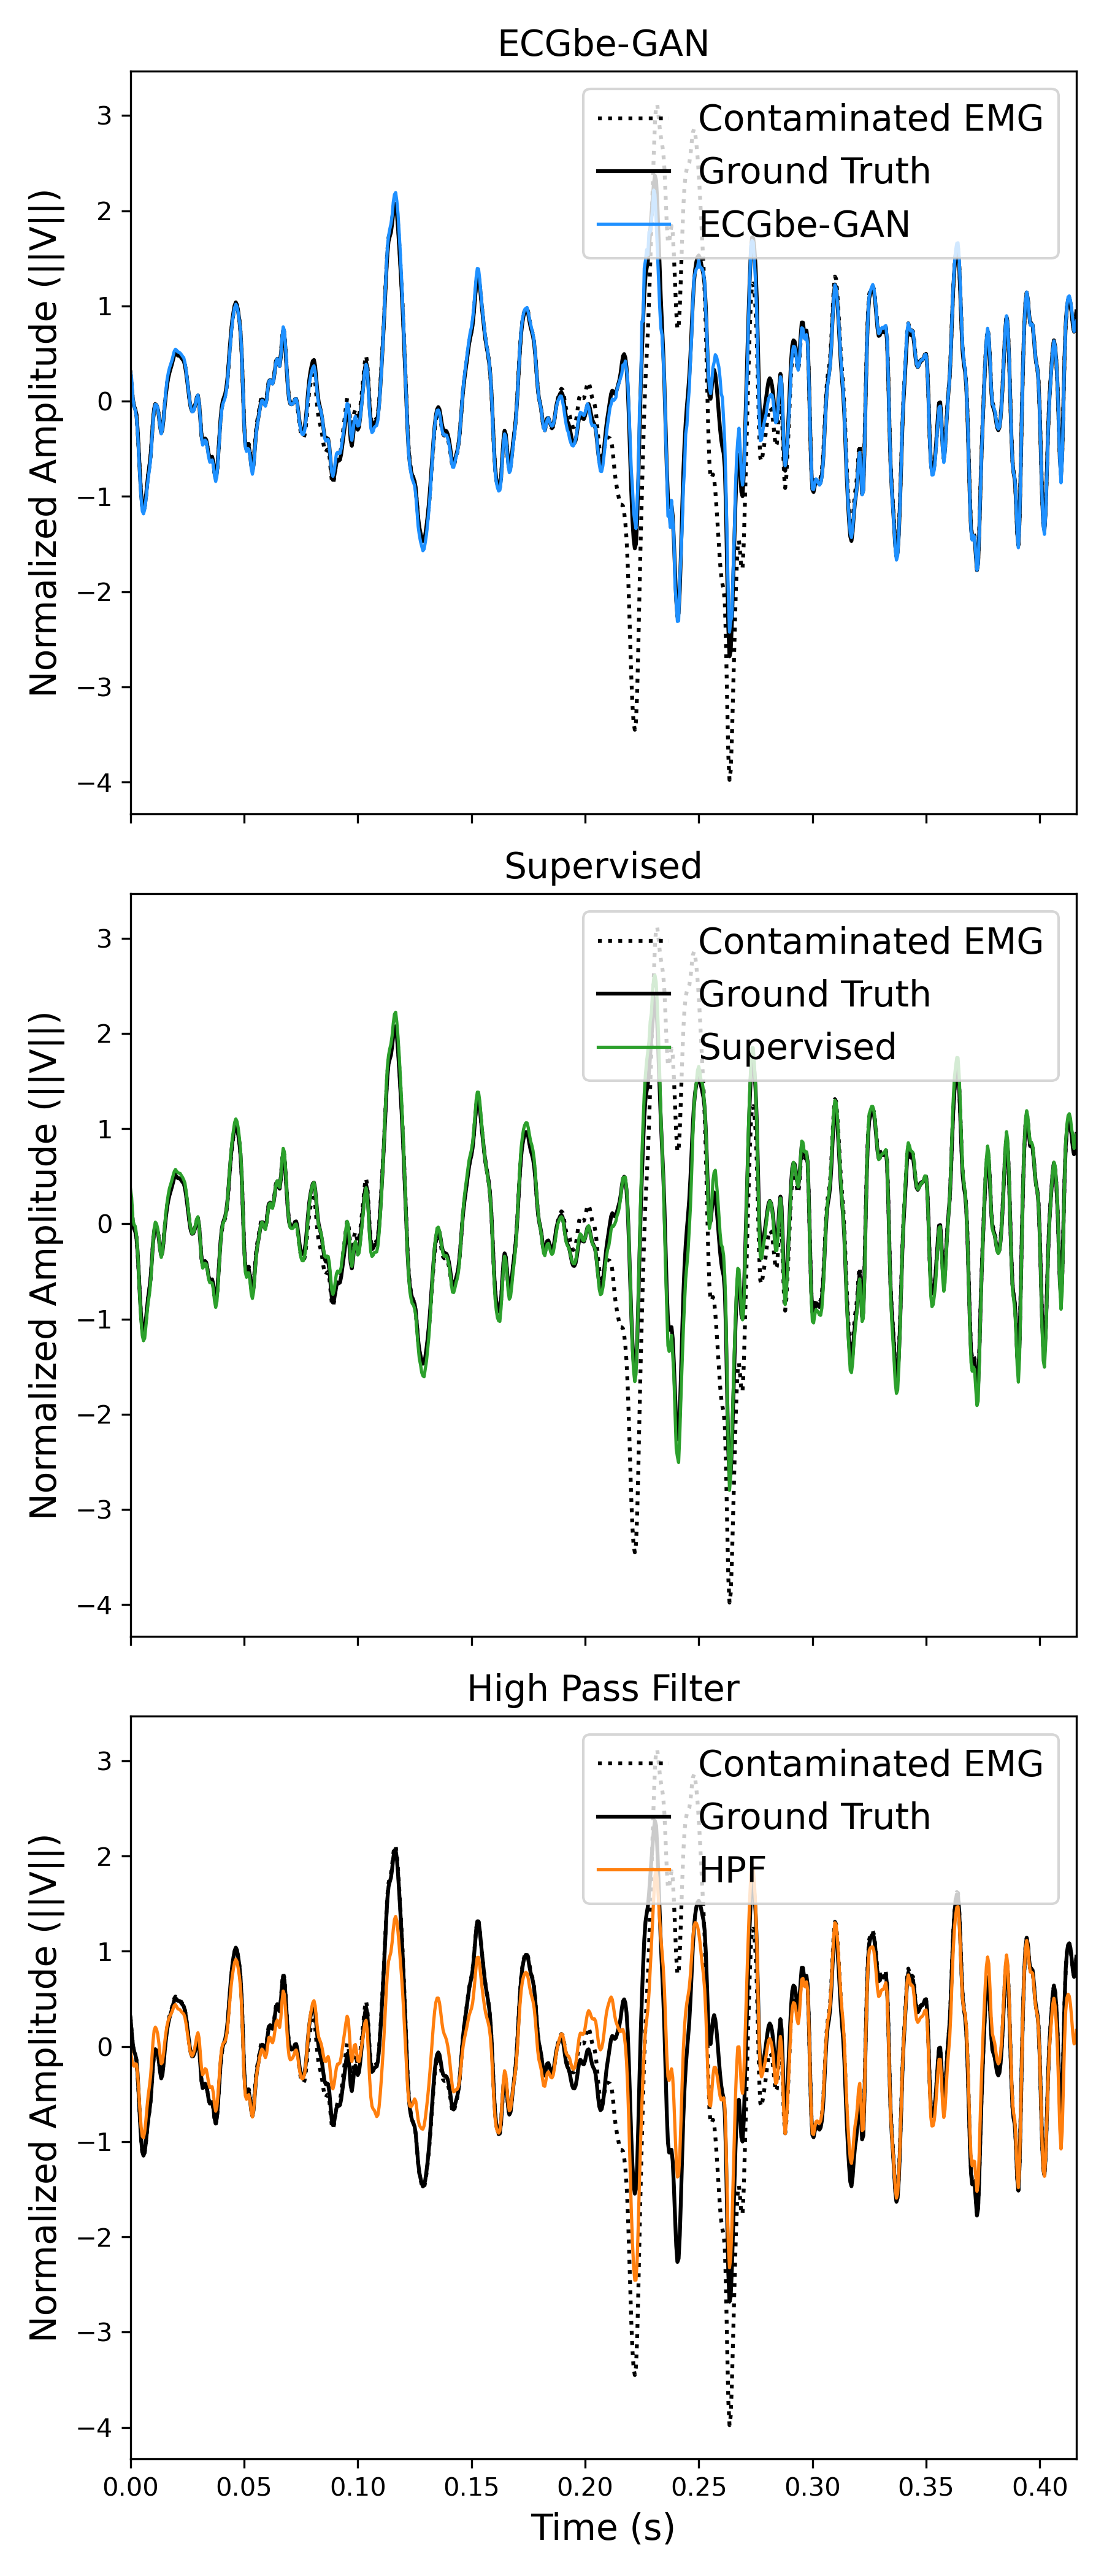 ECGbe-GAN
Normalized Amplitude (||V||)
3
2
1
0
−1
−2
−3
−4
Contaminated EMG
Ground Truth
ECGbe-GAN
Supervised
Normalized Amplitude (||V||)
3
2
1
0
−1
−2
−3
−4
Contaminated EMG
Ground Truth
Supervised
High Pass Filter
Normalized Amplitude (||V||)
3
2
1
0
−1
−2
−3
−4
Contaminated EMG
Ground Truth
HPF
0.00 0.05 0.10 0.15 0.20 0.25 0.30 0.35 0.40
Time (s)